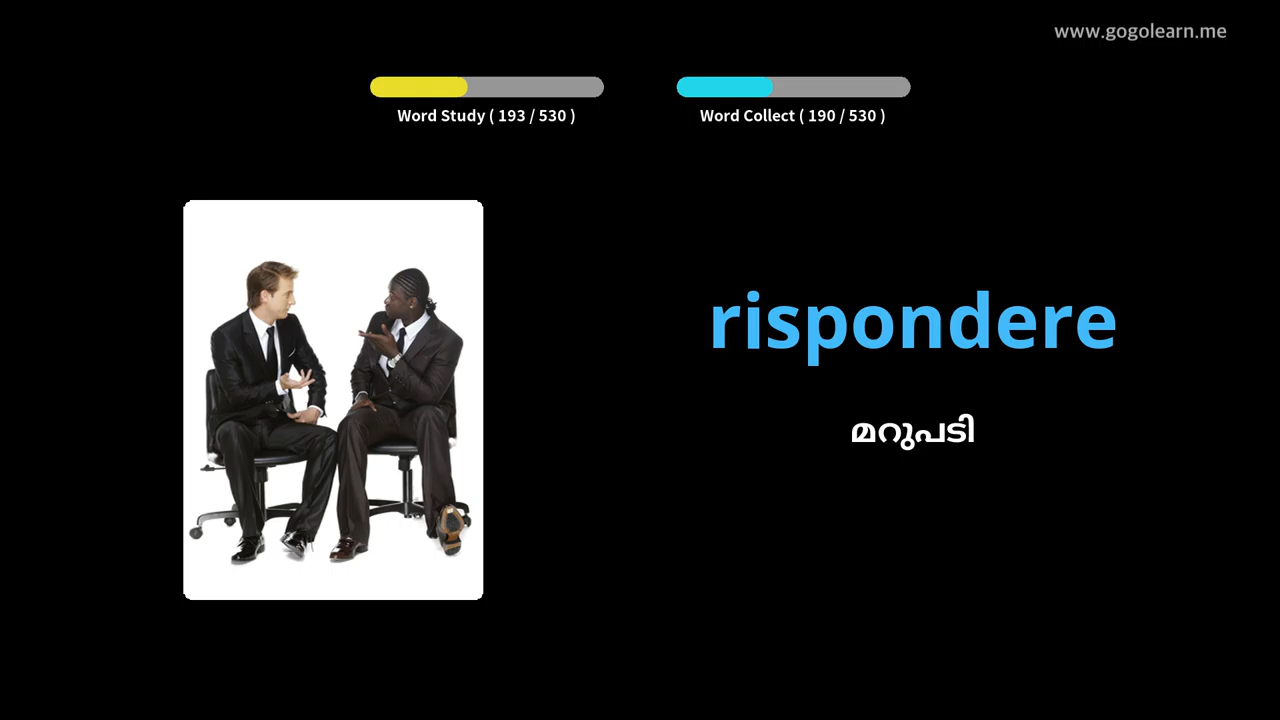 www.gogolearn.me
Word Study ( 193 / 530 )
Word Collect ( 190 / 530 )
rispondere
മറുപടി